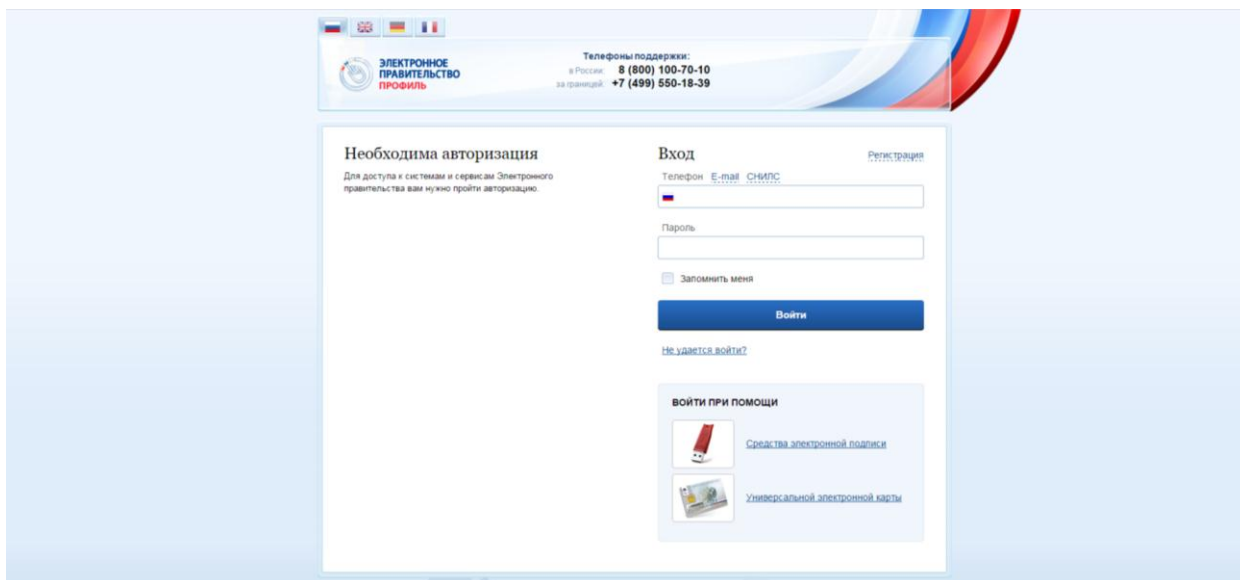 ЭЛЕКТРОННОЕ
ПРАВИТЕЛЬСТВО
ПРОФИЛЬ
Телефоны поддержки:
в России: 8 (800) 100-70-10
за границей: +7 (499) 550-18-39
Необходима авторизация
Для доступа к системам и сервисам Электронного
правительства вам нужно пройти авторизацию.
Вход
Регистрация
Телефон E-mail СНИЛС
Пароль
Запомнить меня
Войти
Не удается войти?
ВОЙТИ ПРИ ПОМОЩИ
Средства электронной подписи
Универсальной электронной карты